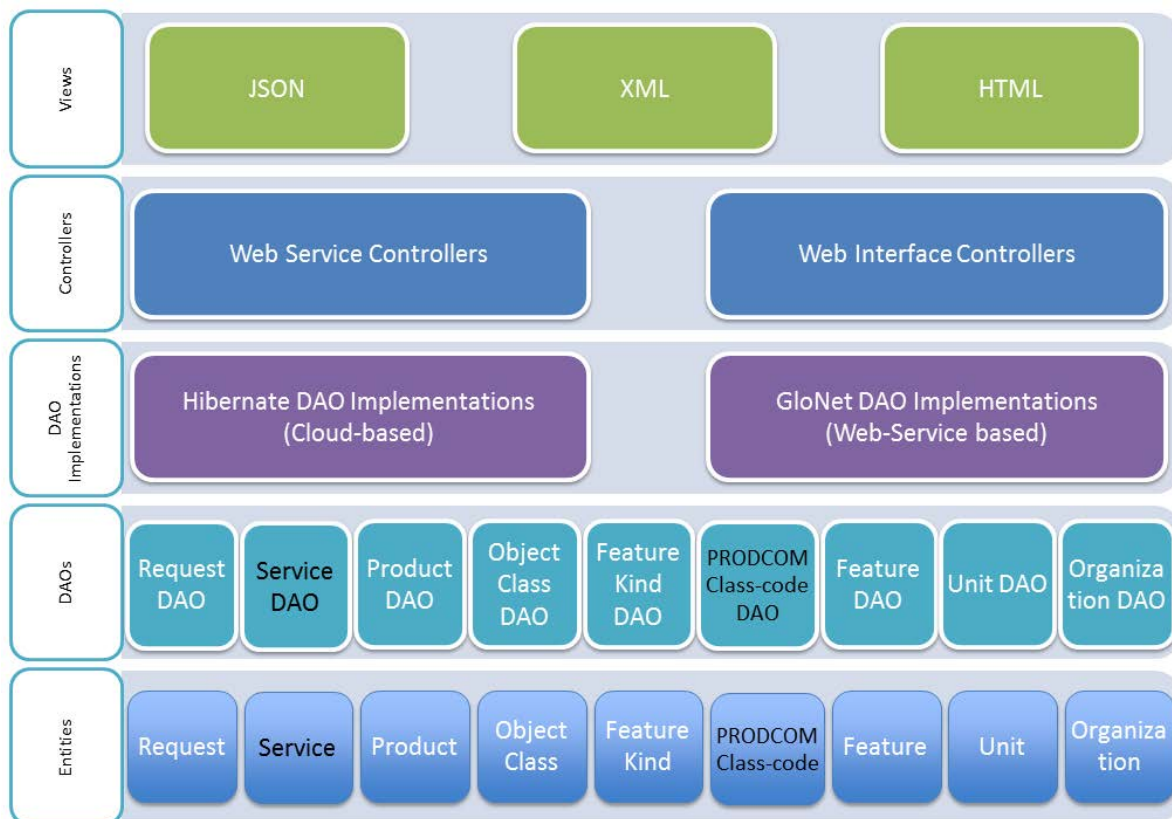 Views
JSON
XML
HTML
Controllers
Web Service Controllers
Web Interface Controllers
DAO
Implementations
Hibernate DAO Implementations
(Cloud-based)
GloNet DAO Implementations
(Web-Service based)
DAOs
Request
DAO
Service
DAO
Product
DAO
Object
Class
DAO
Feature
Kind
DAO
PRODCOM
Class-code
DAO
Feature
DAO
Unit DAO
Organiza
tion DAO
Entities
Request
Service
Product
Object
Class
Feature
Kind
PRODCOM
Class-code
Feature
Unit
Organiza
tion